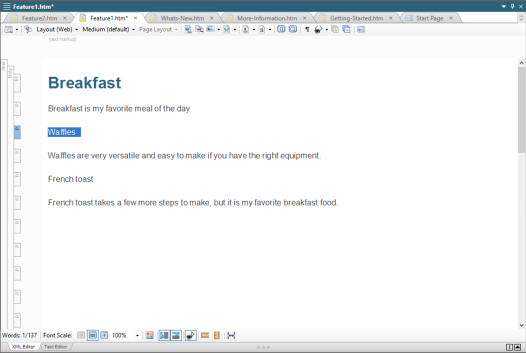 Feature1.htm*
Feature2.htm Feature1.htm* Whats-New.htm More-Information.htm Getting-Started.htm Start Page
Layout (Web) Medium (default) Page Layout
Breakfast
Breakfast is my favorite meal of the day
Waffles
Waffles are very versatile and easy to make if you have the right equipment.
French toast
French toast takes a few more steps to make, but it is my favorite breakfast food.
Words: 1/137 Font Scale: 100%
XML Editor Text Editor